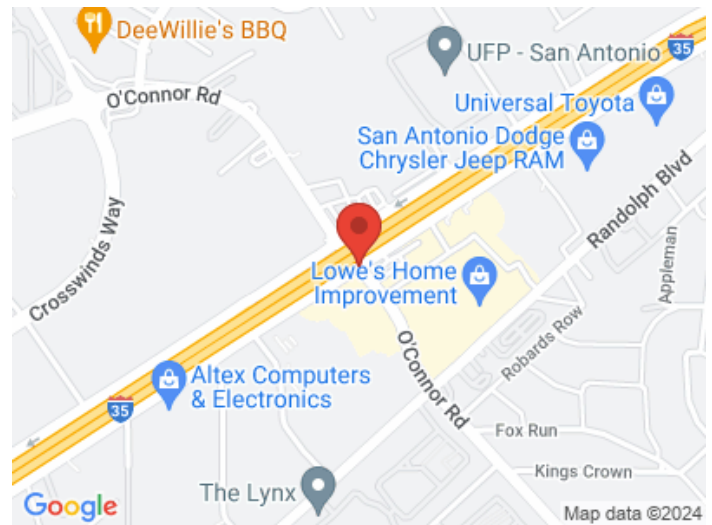 DeeWillie's BBQ
UFP - San Antonio
35
O'Connor Rd
Universal Toyota
San Antonio Dodge
Chrysler Jeep RAM
Randolph Blvd
Crosswinds Way
Appleman
Lowe's Home
Improvement
Robards Row
O'Connor Rd
Altex Computers
& Electronics
35
Fox Run
Kings Crown
The Lynx
Google
Map data ©2024